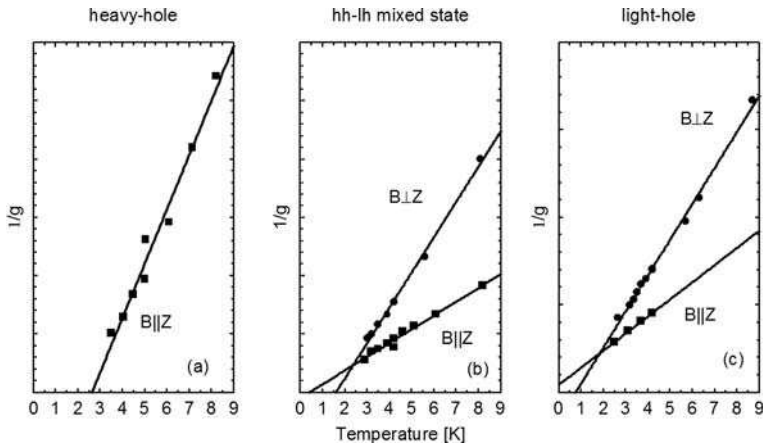 heavy-hole
hh-lh mixed state
light-hole
1/g
B∥Z
(a)
0 1 2 3 4 5 6 7 8 9
1/g
B⊥Z
B∥Z
(b)
0 1 2 3 4 5 6 7 8 9
1/g
B⊥Z
B∥Z
(c)
0 1 2 3 4 5 6 7 8 9
Temperature [K]